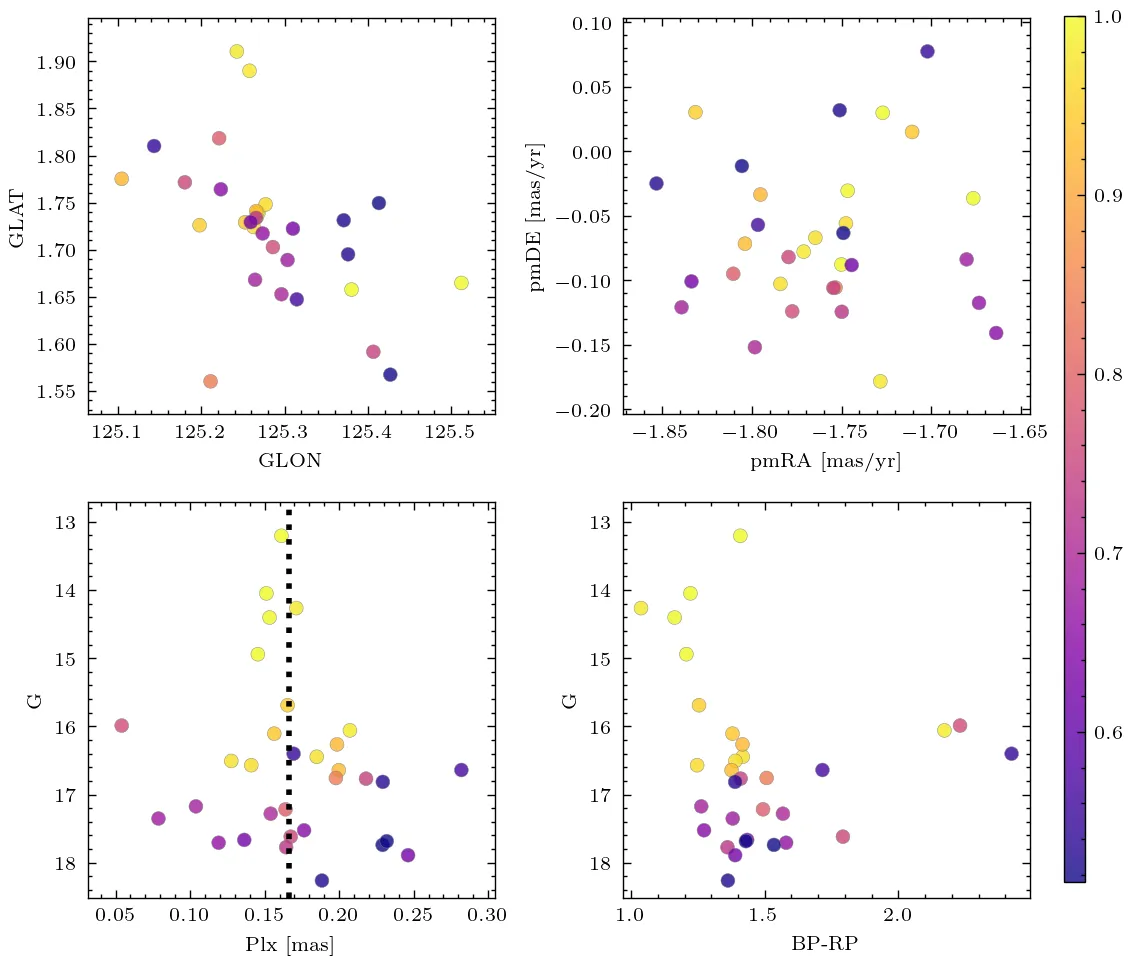 1.90
1.85
1.80
1.75
1.70
1.65
1.60
1.55
GLAT
125.1 125.2 125.3 125.4 125.5
GLON
0.10
0.05
0.00
−0.05
−0.10
−0.15
−0.20
pmDE [mas/yr]
−1.85 −1.80 −1.75 −1.70 −1.65
pmRA [mas/yr]
13
14
15
16
17
18
G
0.05 0.10 0.15 0.20 0.25 0.30
Plx [mas]
13
14
15
16
17
18
G
1.0 1.5 2.0
BP-RP
1.0
0.9
0.8
0.7
0.6